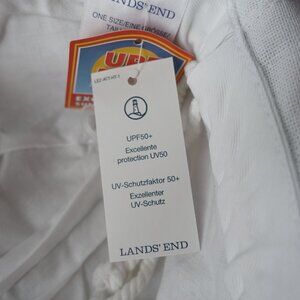 LANDS' END
ONE SIZE/EINE GRÖSSE/
UPF50+
Excellente
protection UV50
UV-Schutzfaktor 50+
Exzellenter
UV-Schutz
LANDS' END